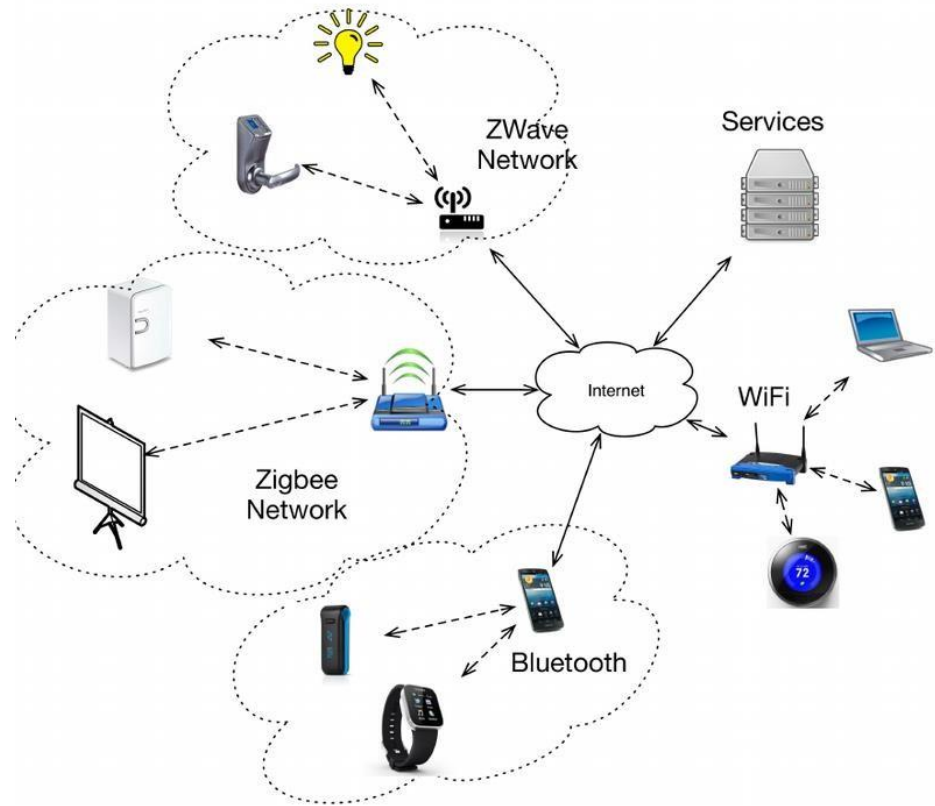 ZWave
Network
Services
Internet
WiFi
Zigbee
Network
72
Bluetooth